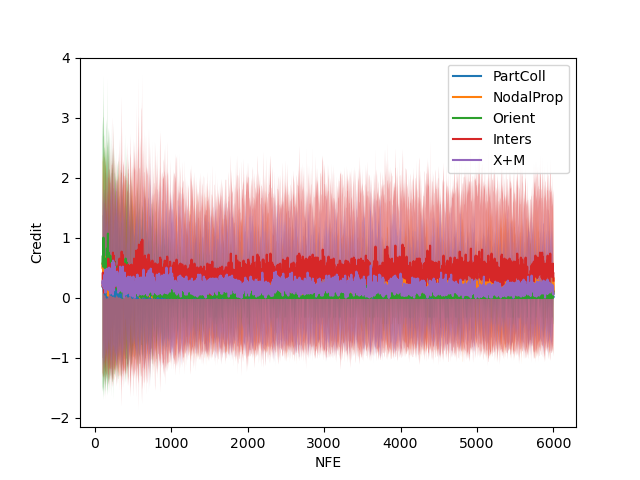 4
3
2
1
0
−1
−2
Credit
0
1000
2000
3000
4000
5000
6000
NFE
PartColl
NodalProp
Orient
Inters
X+M